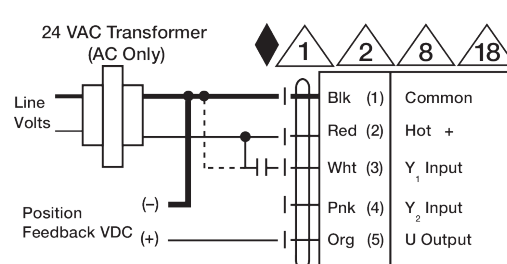 24 VAC Transformer
(AC Only)
1 2 8 18
Line
Volts
Blk (1) Common
Red (2) Hot +
Wht (3) Y1 Input
Pnk (4) Y2 Input
Org (5) U Output
Position
Feedback VDC
(–)
(+)